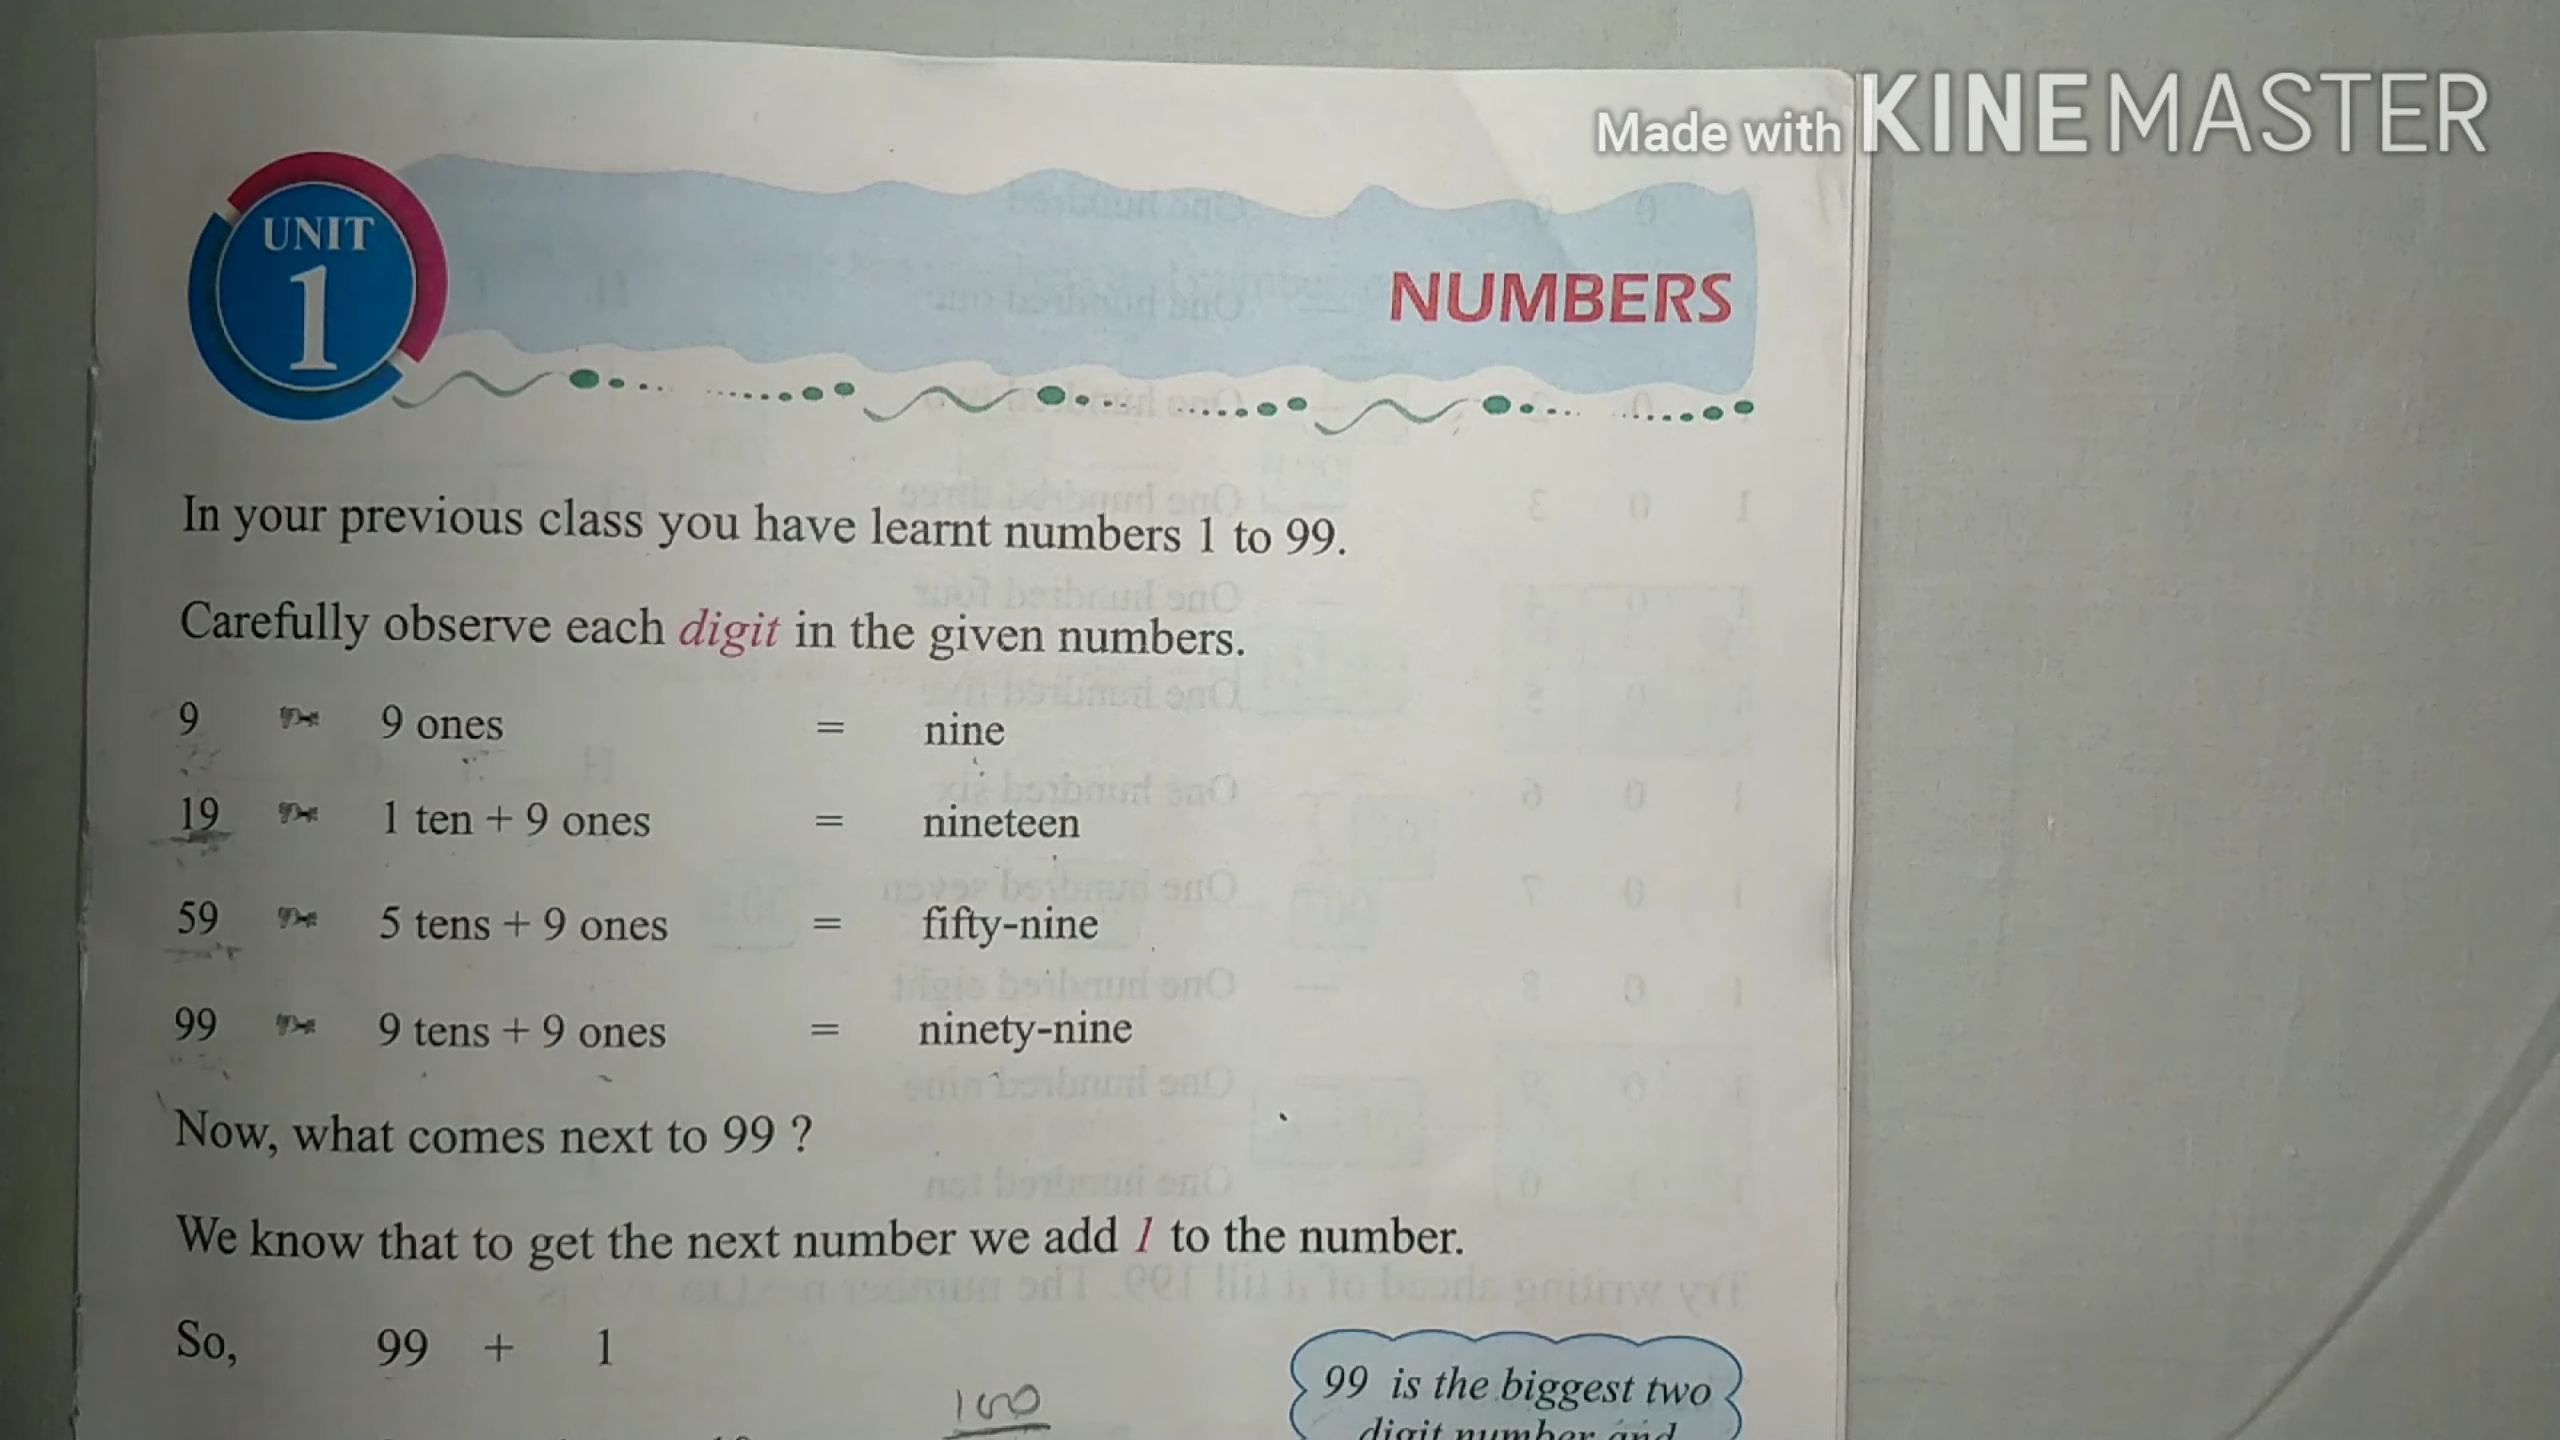 Made with KINEMASTER
UNIT
1
NUMBERS
In your previous class you have learnt numbers 1 to 99.
Carefully observe each digit in the given numbers.
9 9 ones = nine
19 1 ten + 9 ones = nineteen
59 5 tens + 9 ones = fifty-nine
99 9 tens + 9 ones = ninety-nine
Now, what comes next to 99 ?
We know that to get the next number we add 1 to the number.
So, 99 + 1
100
99 is the biggest two
digit number and